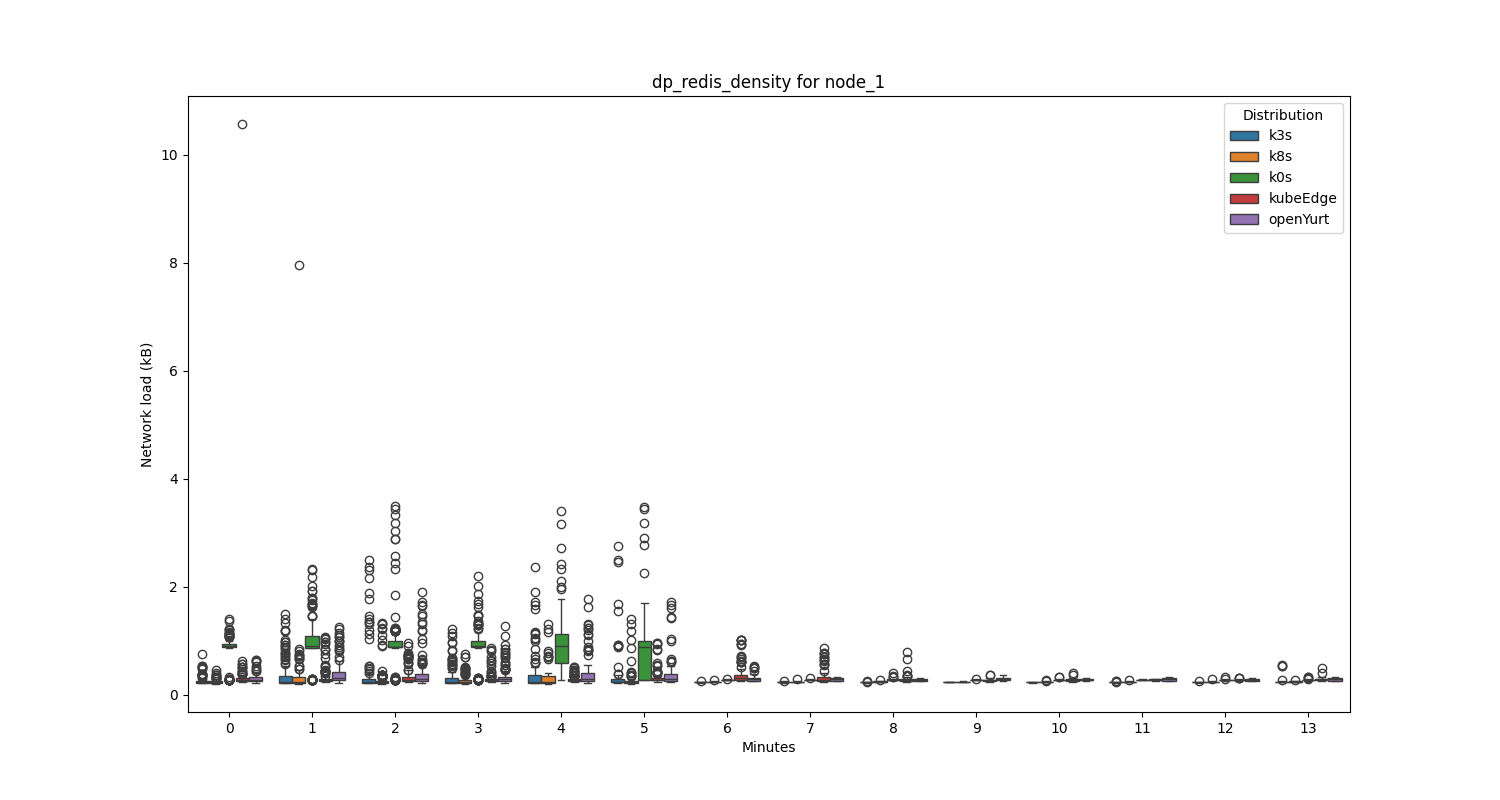 dp_redis_density for node_1
Distribution
k3s
k8s
k0s
kubeEdge
openYurt
Network load (kB)
10
8
6
4
2
0
0 1 2 3 4 5 6 7 8 9 10 11 12 13
Minutes